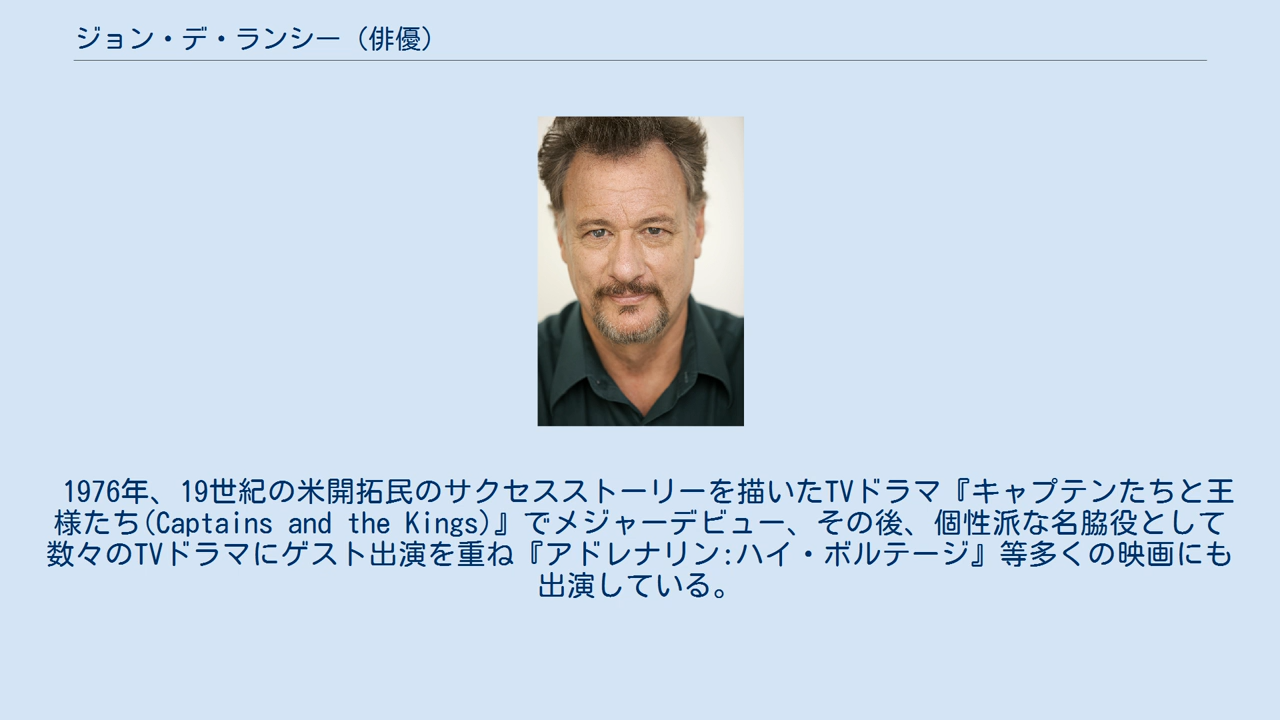 ジョン・デ・ランシー（俳優）
1976年、19世紀の米開拓民のサクセスストーリーを描いたTVドラマ『キャプテンたちと王
様たち(Captains and the Kings)』でメジャーデビュー、その後、個性派な名脇役として
数々のTVドラマにゲスト出演を重ね『アドレナリン:ハイ・ボルテージ』等多くの映画にも
出演している。